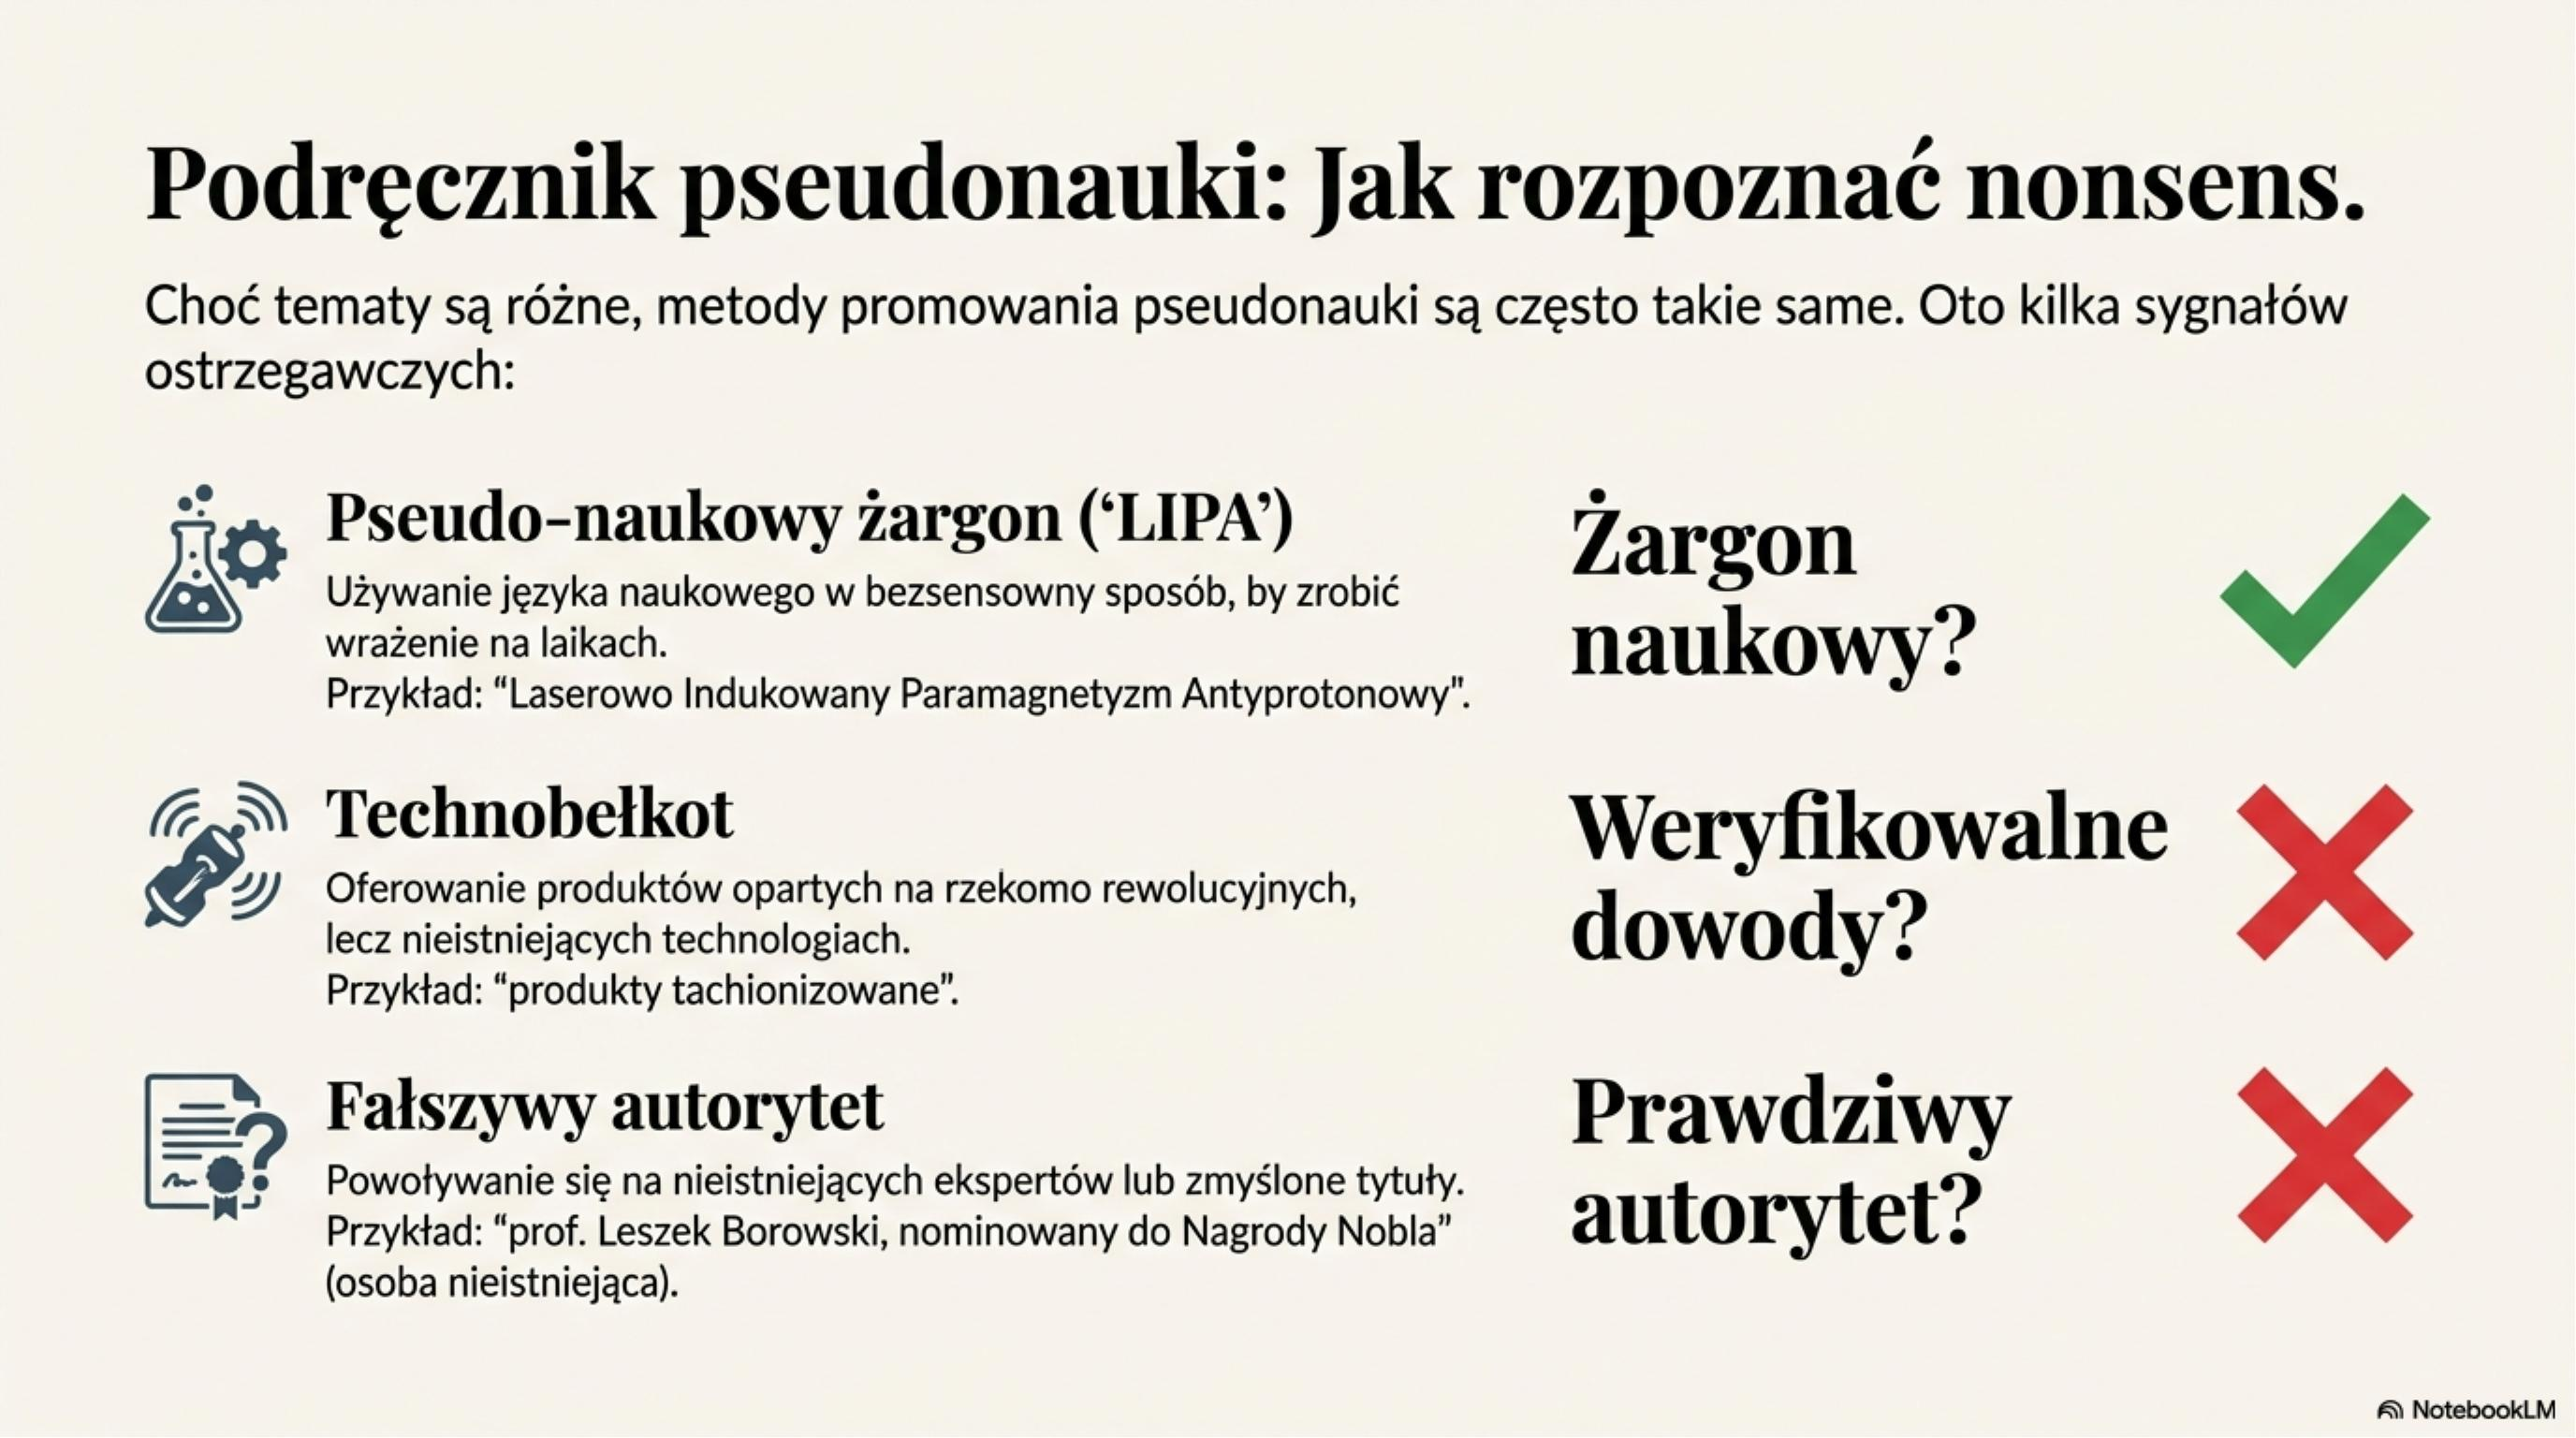 Podręcznik pseudonauki: Jak rozpoznać nonsens.
Choć tematy są różne, metody promowania pseudonauki są często takie same. Oto kilka sygnałów
ostrzegawczych:
Pseudo-naukowy żargon (‘LIPA’)
Używanie języka naukowego w bezsensowny sposób, by zrobić
wrażenie na laikach.
Przykład: “Laserowo Indukowany Paramagnetyzm Antyprotonowy”.
Żargon
naukowy?
Technobełkot
Oferowanie produktów opartych na rzekomo rewolucyjnych,
lecz nieistniejących technologiach.
Przykład: “produkty tachionizowane”.
Weryfikowalne
dowody?
Fałszywy autorytet
Powoływanie się na nieistniejących ekspertów lub zmyślone tytuły.
Przykład: “prof. Leszek Borowski, nominowany do Nagrody Nobla”
(osoba nieistniejąca).
Prawdziwy
autorytet?
NotebookLM